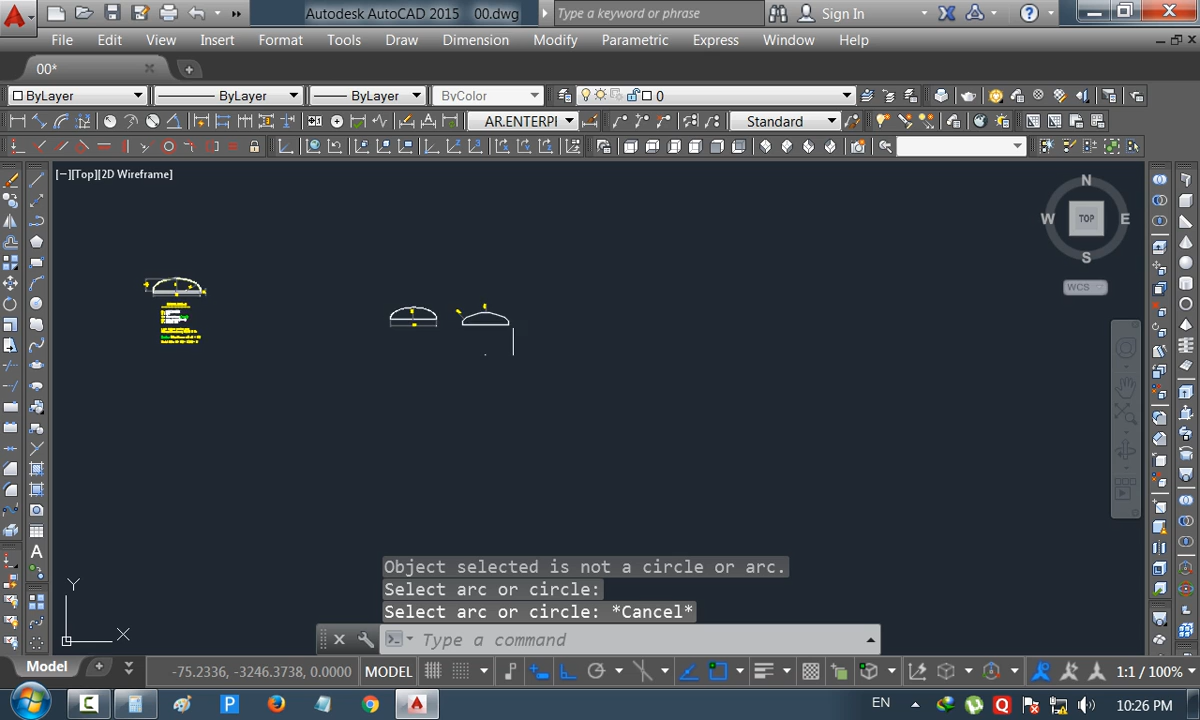 Autodesk AutoCAD 2015 00.dwg
Type a keyword or phrase
Sign In
File Edit View Insert Format Tools Draw Dimension Modify Parametric Express Window Help
00*
ByLayer ByLayer ByLayer ByColor 0
AR.ENTERPI Standard
[−][Top][2D Wireframe]
N
W TOP E
S
WCS
Object selected is not a circle or arc.
Select arc or circle:
Select arc or circle: *Cancel*
Type a command
Y
X
A
Model
-75.2336, -3246.3738, 0.0000 MODEL 1:1 / 100%
EN 10:26 PM